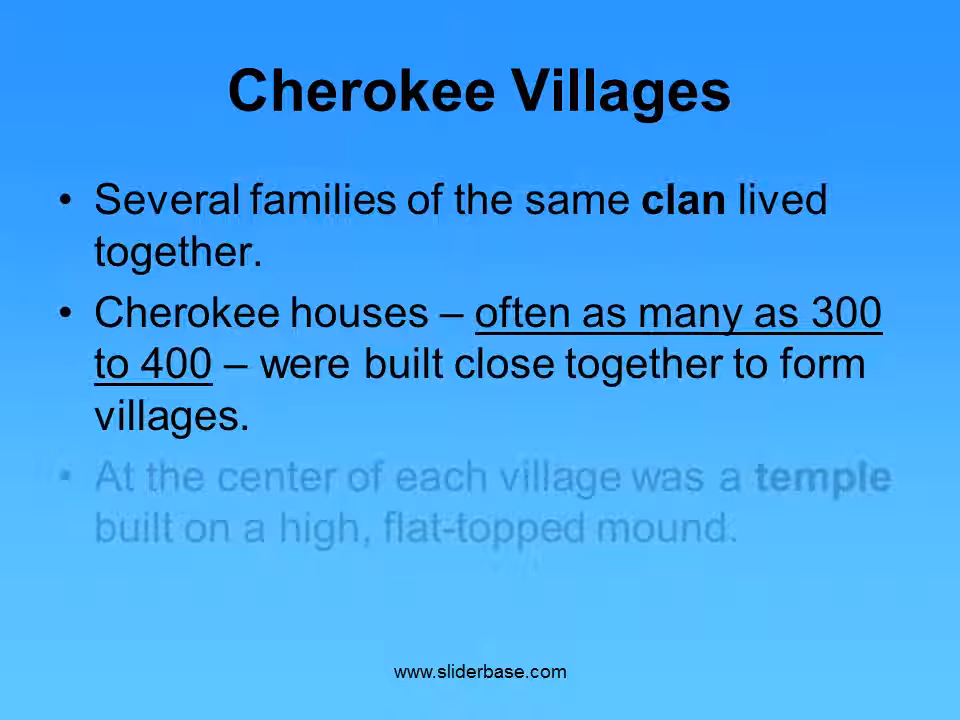 Cherokee Villages
• Several families of the same clan lived
together.
• Cherokee houses – often as many as 300
to 400 – were built close together to form
villages.
• At the center of each village was a temple
built on a high, flat-topped mound.
www.sliderbase.com